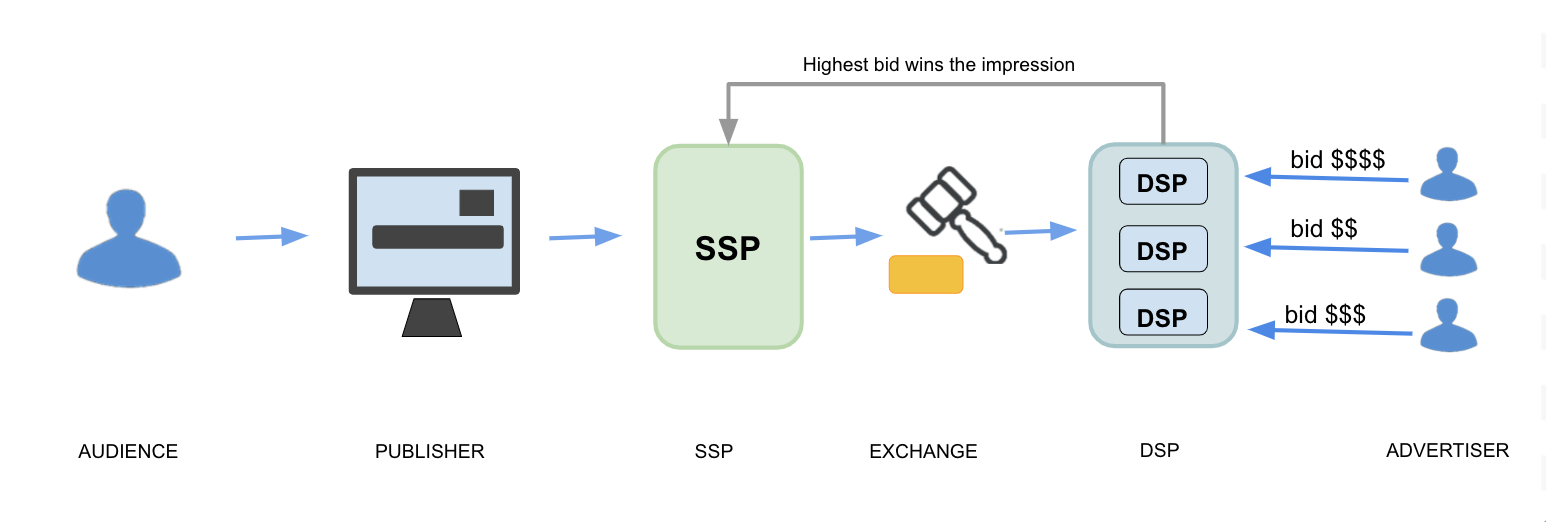 Highest bid wins the impression
bid $$$$
DSP
bid $$
SSP
DSP
bid $$$
DSP
AUDIENCE
PUBLISHER
SSP
EXCHANGE
DSP
ADVERTISER